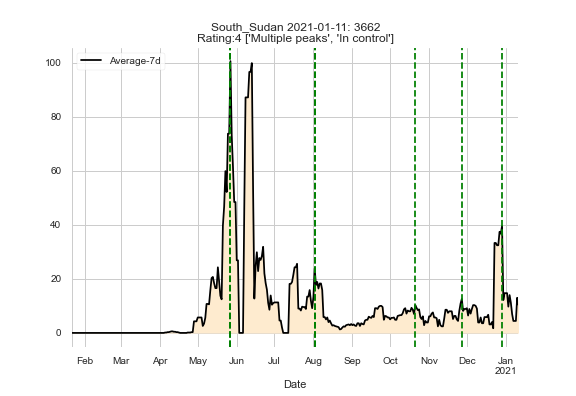 South_Sudan 2021-01-11: 3662
Rating:4 ['Multiple peaks', 'In control']
Average-7d
100
80
60
40
20
0
Feb Mar Apr May Jun Jul Aug Sep Oct Nov Dec Jan
2021
Date